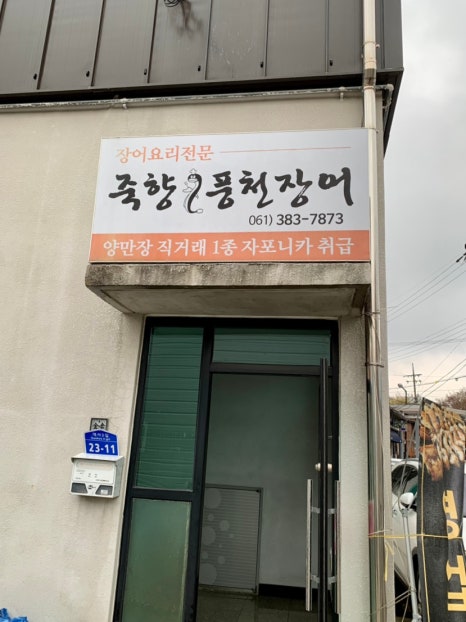 장어요리전문
죽향 풍천장어
061) 383-7873
양만장 직거래 1종 자포니카 취급
23-11